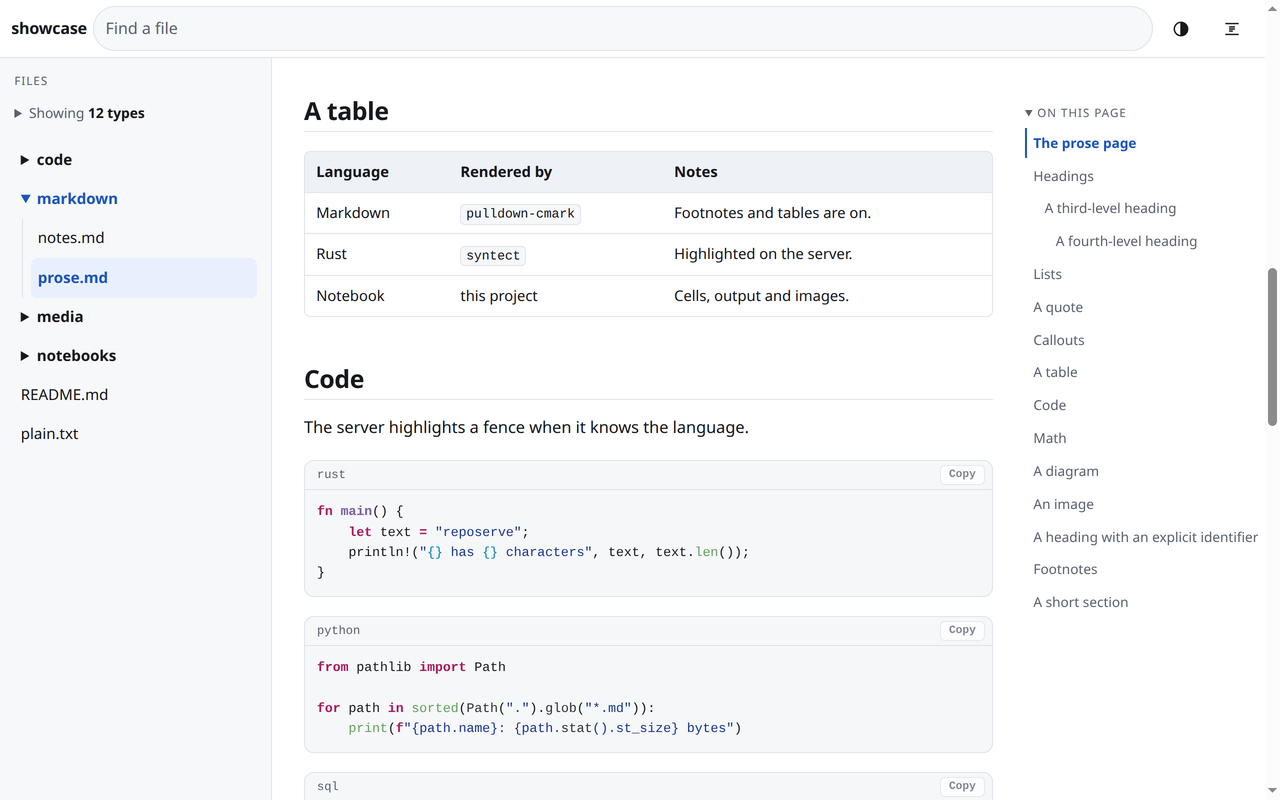 showcase
Find a file
FILES
Showing 12 types
code
markdown
notes.md
prose.md
media
notebooks
README.md
plain.txt
A table
Language Rendered by Notes
Markdown pulldown-cmark Footnotes and tables are on.
Rust syntect Highlighted on the server.
Notebook this project Cells, output and images.
Code
The server highlights a fence when it knows the language.
rust Copy
fn main() {
    let text = "reposerve";
    println!("{} has {} characters", text, text.len());
}
python Copy
from pathlib import Path
for path in sorted(Path(".").glob("*.md")):
    print(f"{path.name}: {path.stat().st_size} bytes")
sql Copy
ON THIS PAGE
The prose page
Headings
A third-level heading
A fourth-level heading
Lists
A quote
Callouts
A table
Code
Math
A diagram
An image
A heading with an explicit identifier
Footnotes
A short section